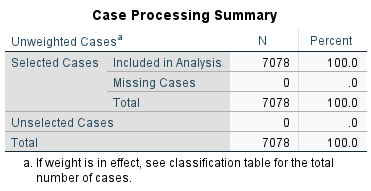 Case Processing Summary
Unweighted Casesᵃ N Percent
Selected Cases Included in Analysis 7078 100.0
Missing Cases 0 .0
Total 7078 100.0
Unselected Cases 0 .0
Total 7078 100.0
a. If weight is in effect, see classification table for the total
number of cases.